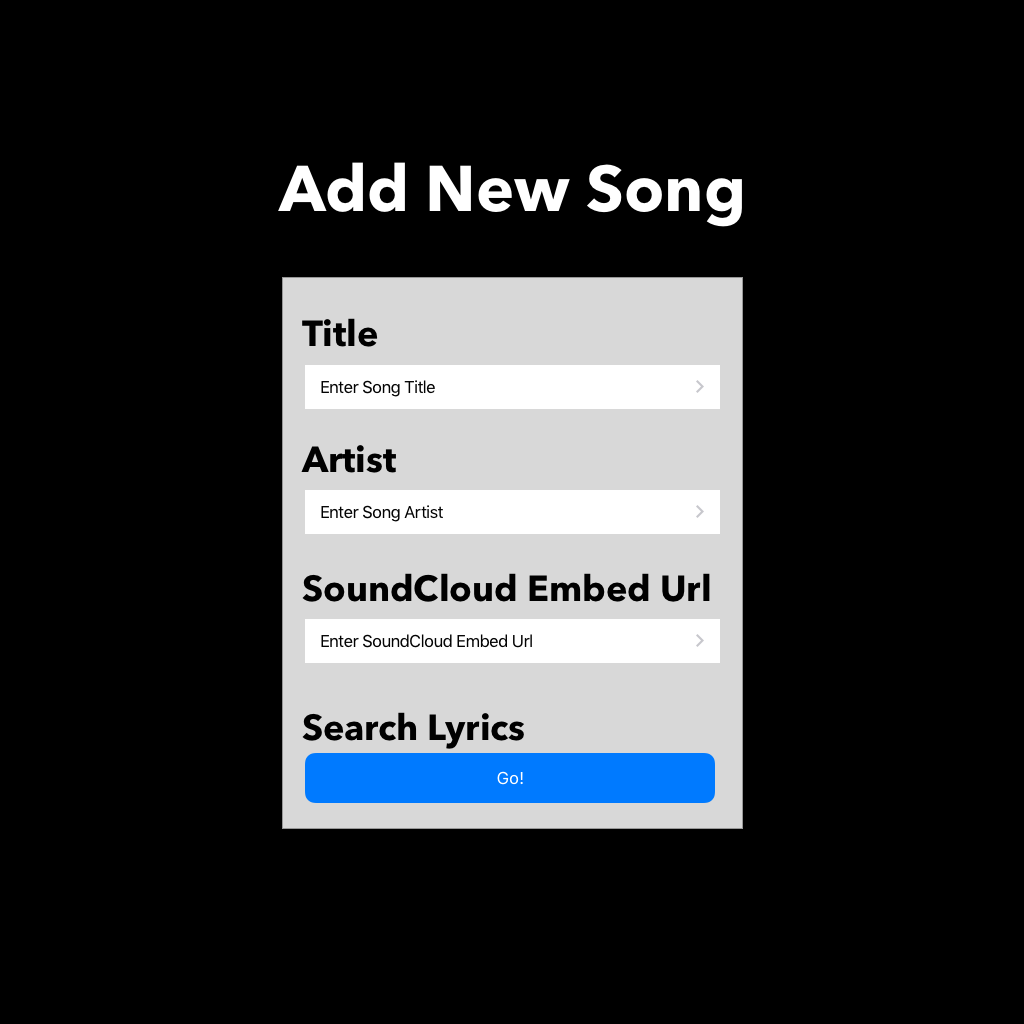 Add New Song
Title
Enter Song Title
Artist
Enter Song Artist
SoundCloud Embed Url
Enter SoundCloud Embed Url
Search Lyrics
Go!